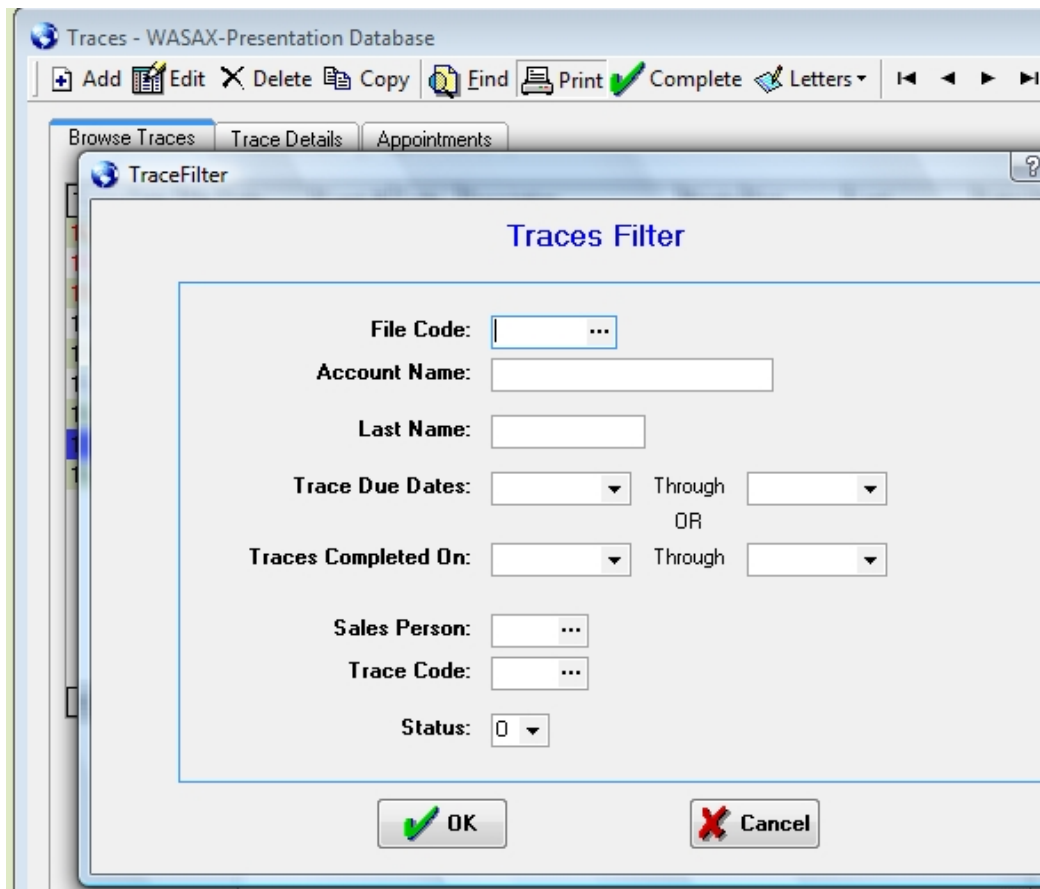 Traces - WASAX-Presentation Database
Add Edit Delete Copy Find Print Complete Letters
Browse Traces Trace Details Appointments
TraceFilter
Traces Filter
File Code:
Account Name:
Last Name:
Trace Due Dates: Through
OR
Traces Completed On: Through
Sales Person:
Trace Code:
Status: O
OK Cancel